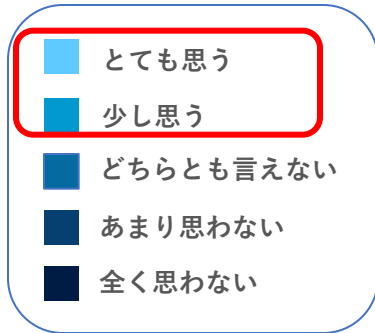 とても思う
少し思う
どちらとも言えない
あまり思わない
全く思わない